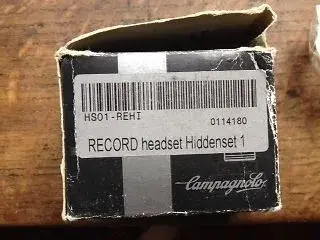 HS01-REHI
0114180
RECORD headset Hiddenset 1
Campagnolo